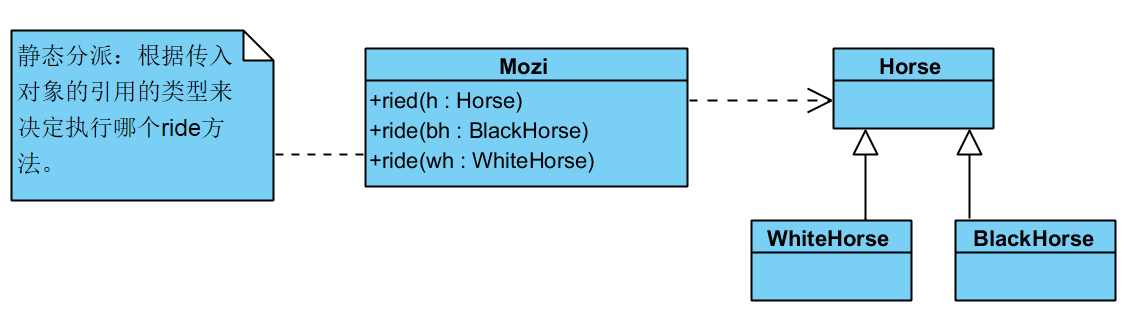 静态分派：根据传入
对象的引用的类型来
决定执行哪个ride方
法。
Mozi
+ried(h : Horse)
+ride(bh : BlackHorse)
+ride(wh : WhiteHorse)
Horse
WhiteHorse
BlackHorse